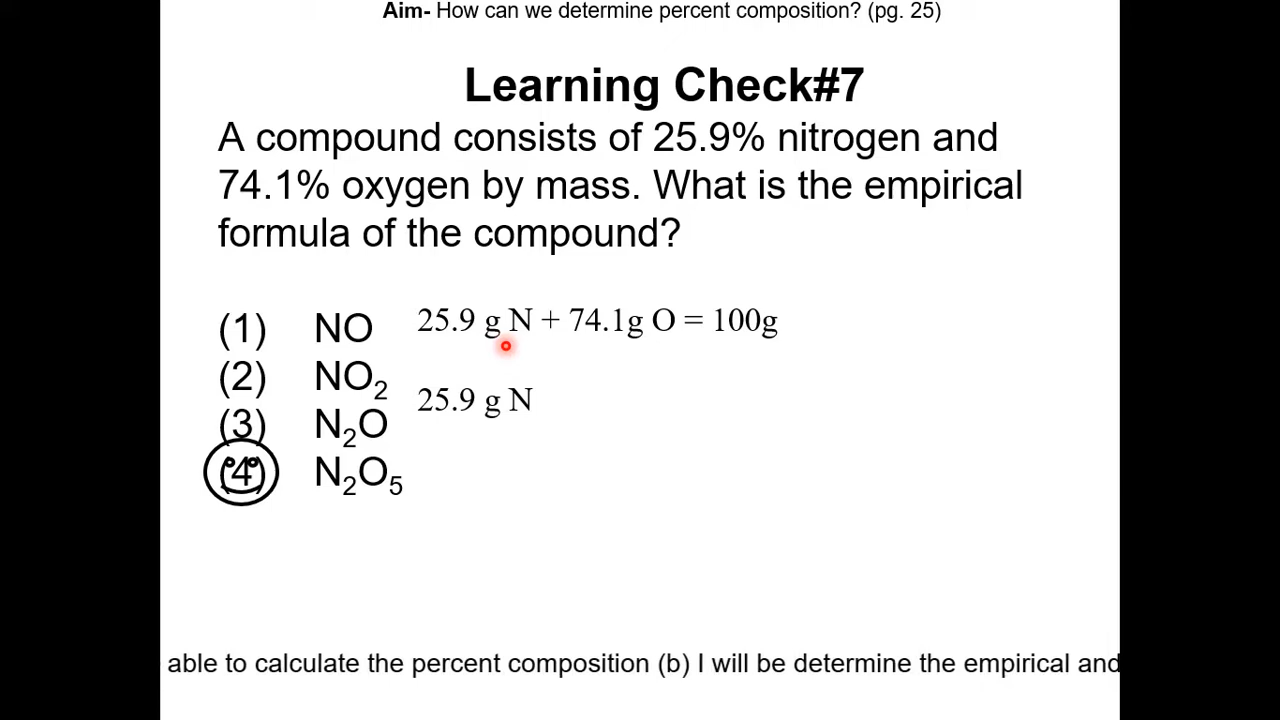 Aim- How can we determine percent composition? (pg. 25)
Learning Check#7
A compound consists of 25.9% nitrogen and
74.1% oxygen by mass. What is the empirical
formula of the compound?
(1) NO 25.9 g N + 74.1g O = 100g
(2) NO₂
25.9 g N
(3) N₂O
(4) N₂O₅
able to calculate the percent composition (b) I will be determine the empirical and